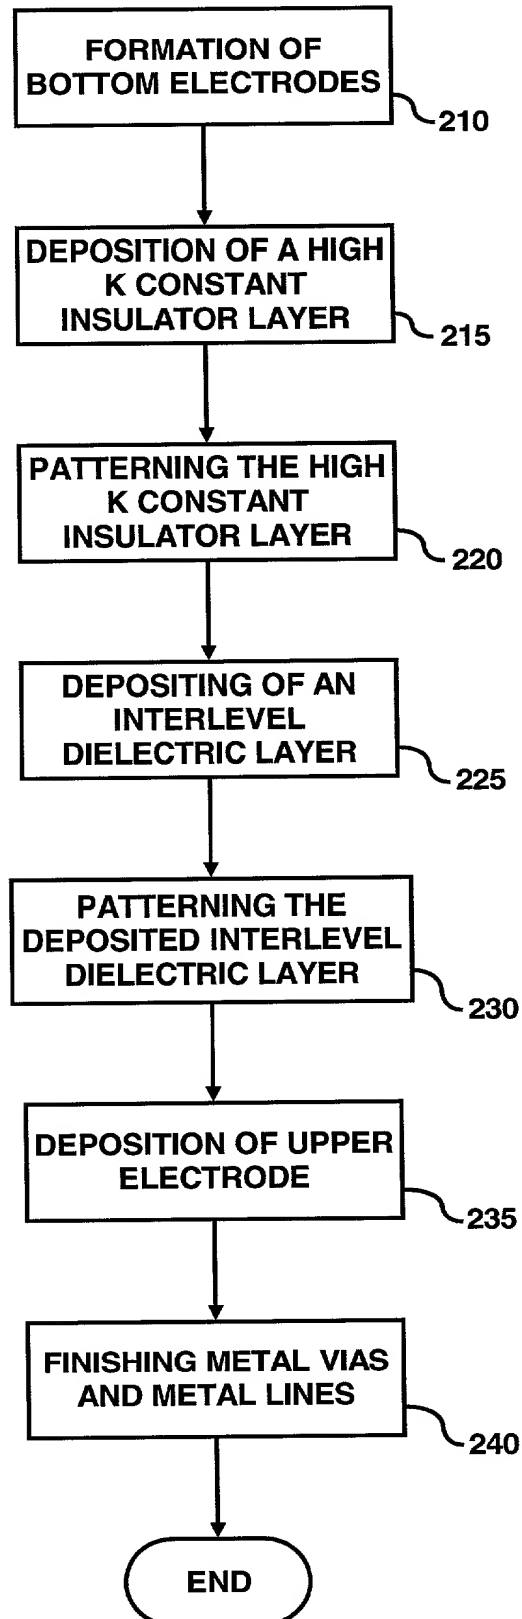 FORMATION OF
BOTTOM ELECTRODES
210
DEPOSITION OF A HIGH
K CONSTANT
INSULATOR LAYER
215
PATTERNING THE HIGH
K CONSTANT
INSULATOR LAYER
220
DEPOSITING OF AN
INTERLEVEL
DIELECTRIC LAYER
225
PATTERNING THE
DEPOSITED INTERLEVEL
DIELECTRIC LAYER
230
DEPOSITION OF UPPER
ELECTRODE
235
FINISHING METAL VIAS
AND METAL LINES
240
END